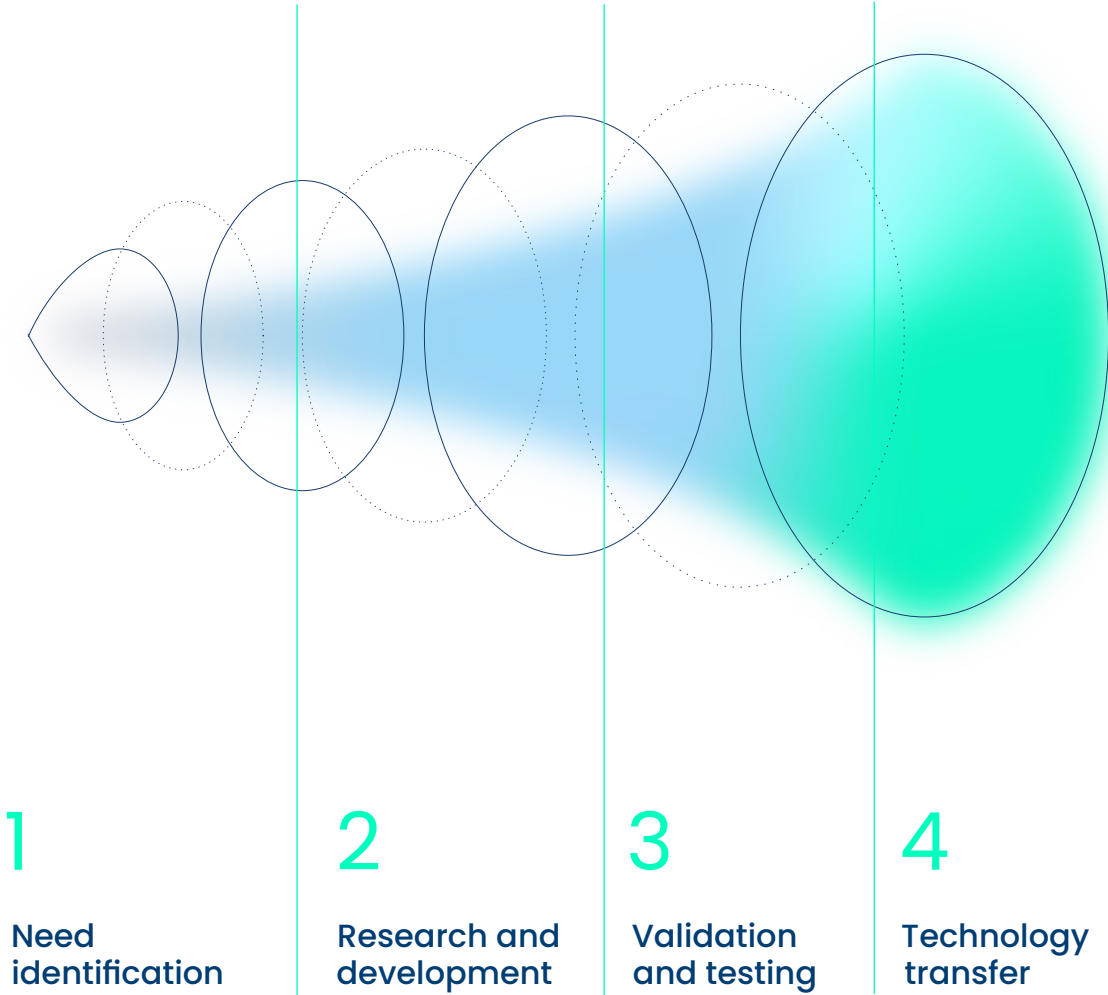 1
Need
identification
2
Research and
development
3
Validation
and testing
4
Technology
transfer